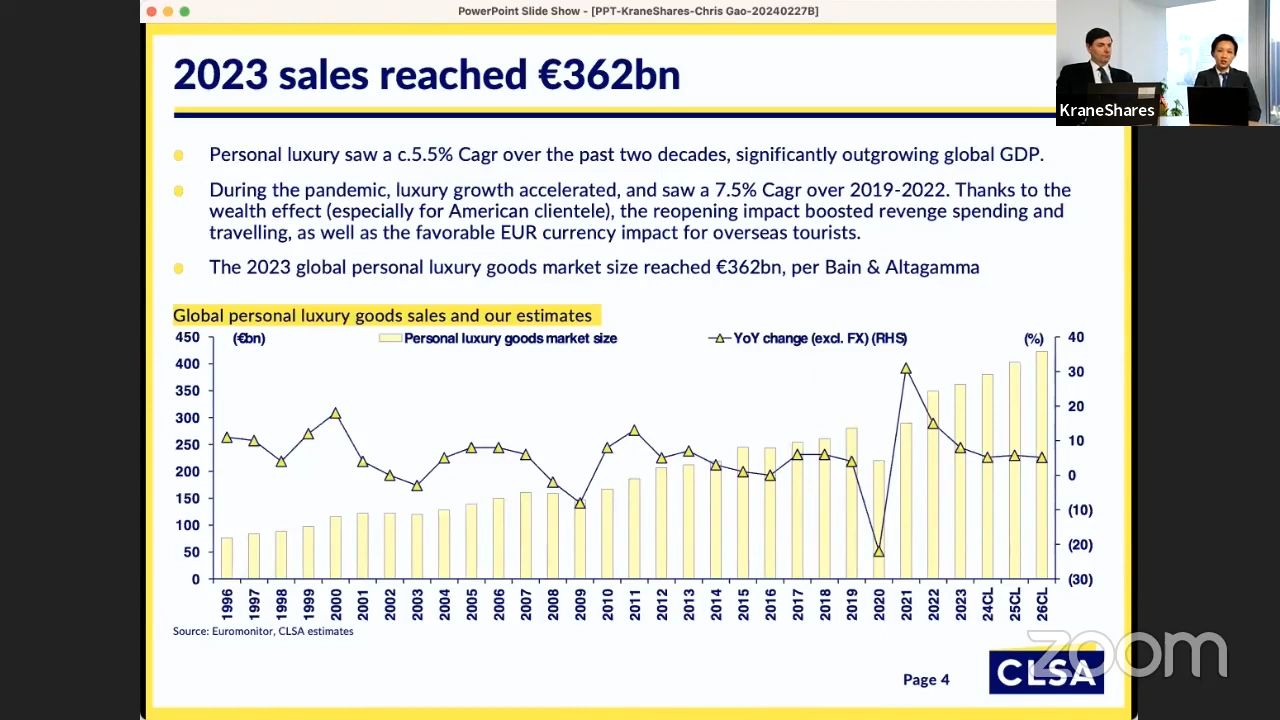 PowerPoint Slide Show - [PPT-KraneShares-Chris Gao-20240227B]
2023 sales reached €362bn
KraneShares
Personal luxury saw a c.5.5% Cagr over the past two decades, significantly outgrowing global GDP.
During the pandemic, luxury growth accelerated, and saw a 7.5% Cagr over 2019-2022. Thanks to the
wealth effect (especially for American clientele), the reopening impact boosted revenge spending and
travelling, as well as the favorable EUR currency impact for overseas tourists.
The 2023 global personal luxury goods market size reached €362bn, per Bain & Altagamma
Global personal luxury goods sales and our estimates
(€bn) Personal luxury goods market size YoY change (excl. FX) (RHS) (%)
450 40
400 30
350
300 20
250 10
200 0
150
100 (10)
50 (20)
0 (30)
1996 1997 1998 1999 2000 2001 2002 2003 2004 2005 2006 2007 2008 2009 2010 2011 2012 2013 2014 2015 2016 2017 2018 2019 2020 2021 2022 2023 24CL 25CL 26CL
Source: Euromonitor, CLSA estimates
Page 4
CLSA
zoom